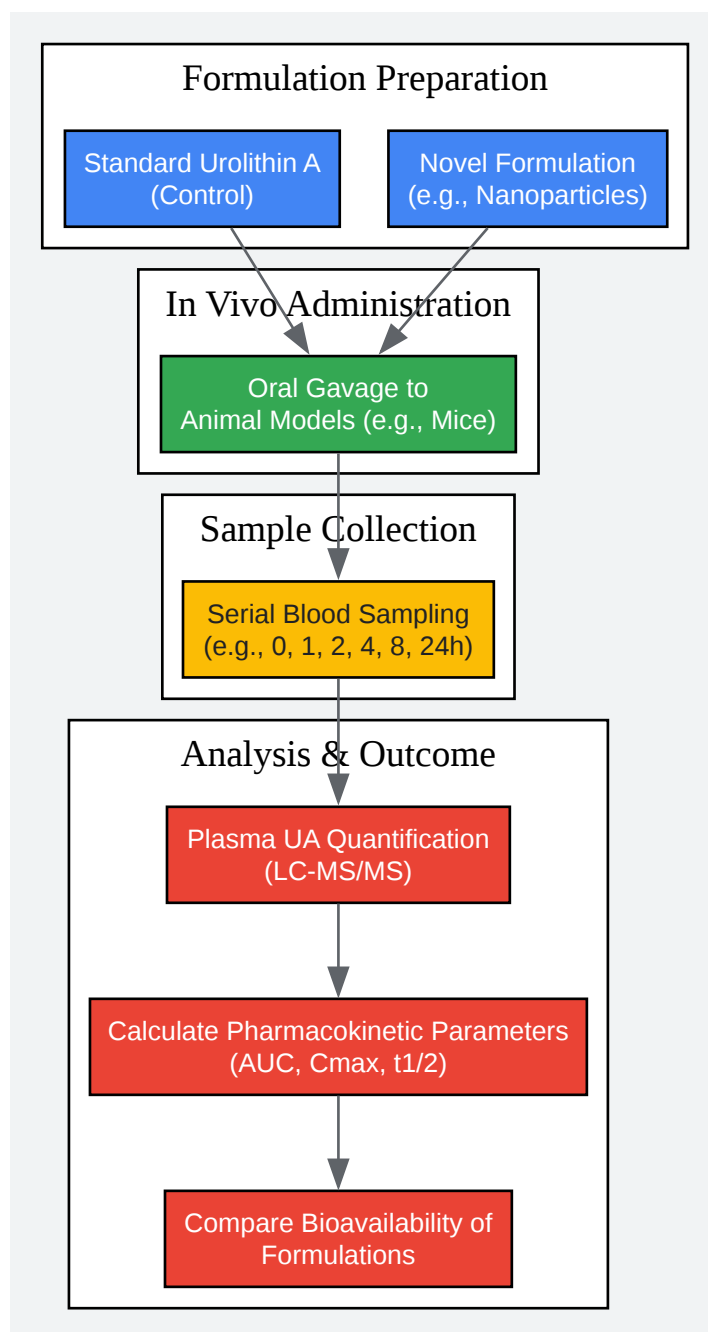 Formulation Preparation
Standard Urolithin A
(Control)
Novel Formulation
(e.g., Nanoparticles)
In Vivo Administration
Oral Gavage to
Animal Models (e.g., Mice)
Sample Collection
Serial Blood Sampling
(e.g., 0, 1, 2, 4, 8, 24h)
Analysis & Outcome
Plasma UA Quantification
(LC-MS/MS)
Calculate Pharmacokinetic Parameters
(AUC, Cmax, t1/2)
Compare Bioavailability of
Formulations